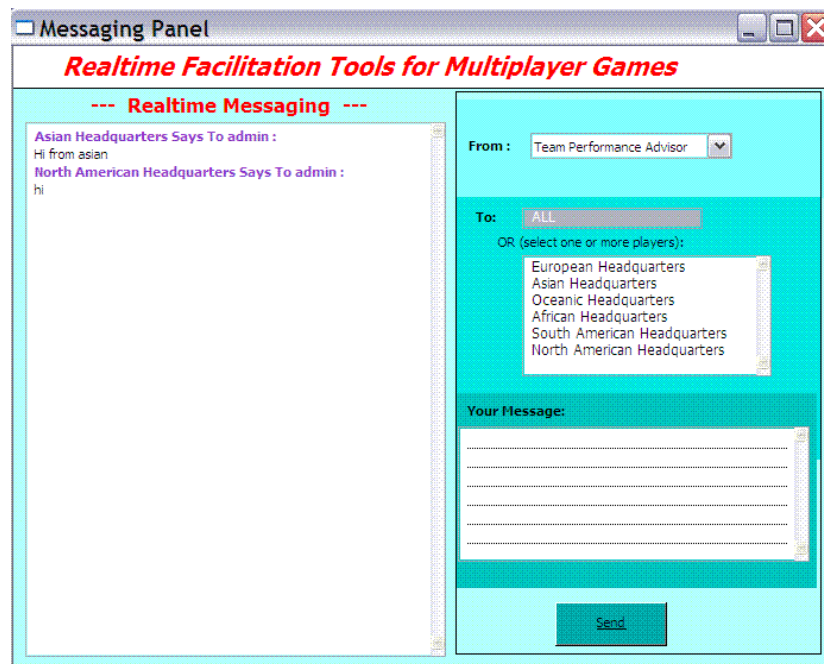 Messaging Panel
Realtime Facilitation Tools for Multiplayer Games
--- Realtime Messaging ---
Asian Headquarters Says To admin :
Hi from asian
North American Headquarters Says To admin :
hi
From : Team Performance Advisor
To: ALL
OR (select one or more players):
European Headquarters
Asian Headquarters
Oceanic Headquarters
African Headquarters
South American Headquarters
North American Headquarters
Your Message:
Send